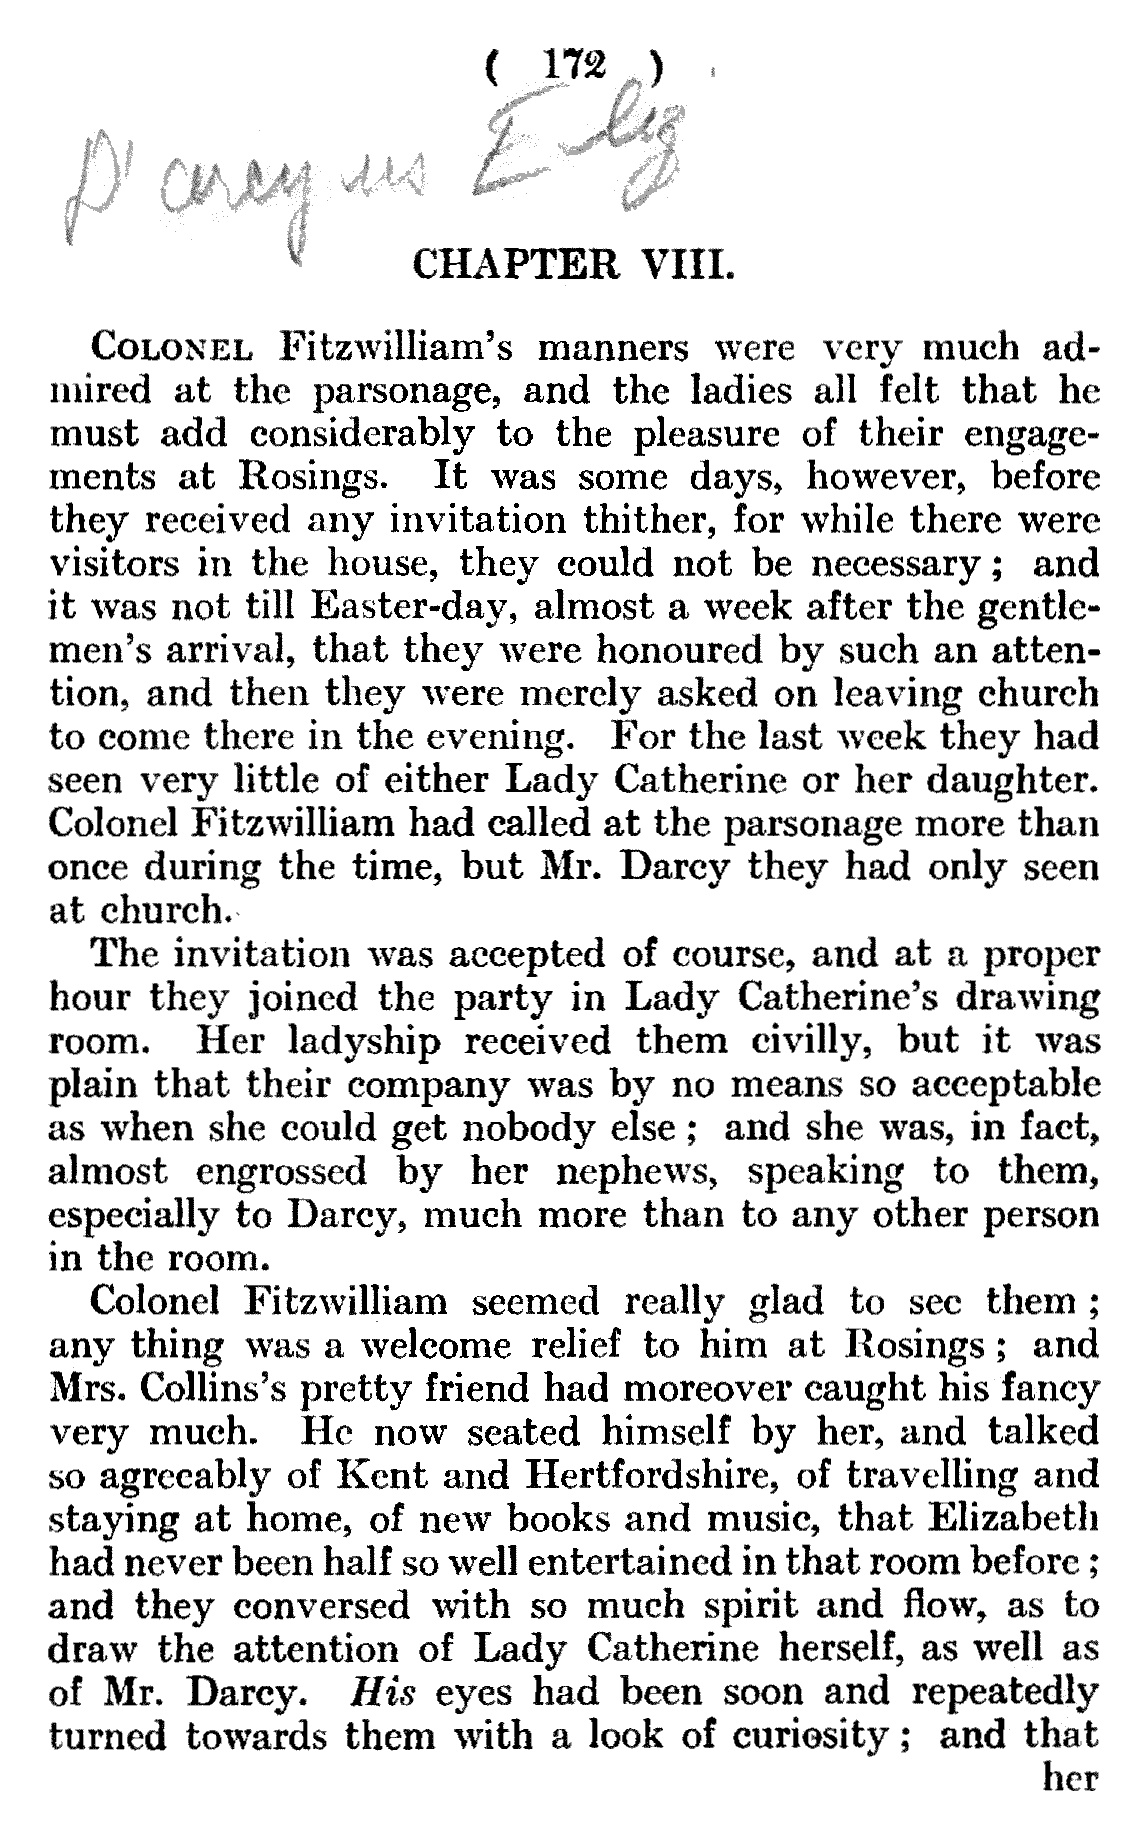 ( 172 )
D'arcy vs E
CHAPTER VIII.
COLONEL Fitzwilliam's manners were very much ad-
mired at the parsonage, and the ladies all felt that he
must add considerably to the pleasure of their engage-
ments at Rosings. It was some days, however, before
they received any invitation thither, for while there were
visitors in the house, they could not be necessary; and
it was not till Easter-day, almost a week after the gentle-
men's arrival, that they were honoured by such an atten-
tion, and then they were merely asked on leaving church
to come there in the evening. For the last week they had
seen very little of either Lady Catherine or her daughter.
Colonel Fitzwilliam had called at the parsonage more than
once during the time, but Mr. Darcy they had only seen
at church.
The invitation was accepted of course, and at a proper
hour they joined the party in Lady Catherine's drawing
room. Her ladyship received them civilly, but it was
plain that their company was by no means so acceptable
as when she could get nobody else; and she was, in fact,
almost engrossed by her nephews, speaking to them,
especially to Darcy, much more than to any other person
in the room.
Colonel Fitzwilliam seemed really glad to see them;
any thing was a welcome relief to him at Rosings; and
Mrs. Collins's pretty friend had moreover caught his fancy
very much. He now seated himself by her, and talked
so agreeably of Kent and Hertfordshire, of travelling and
staying at home, of new books and music, that Elizabeth
had never been half so well entertained in that room before;
and they conversed with so much spirit and flow, as to
draw the attention of Lady Catherine herself, as well as
of Mr. Darcy. His eyes had been soon and repeatedly
turned towards them with a look of curiosity; and that
her